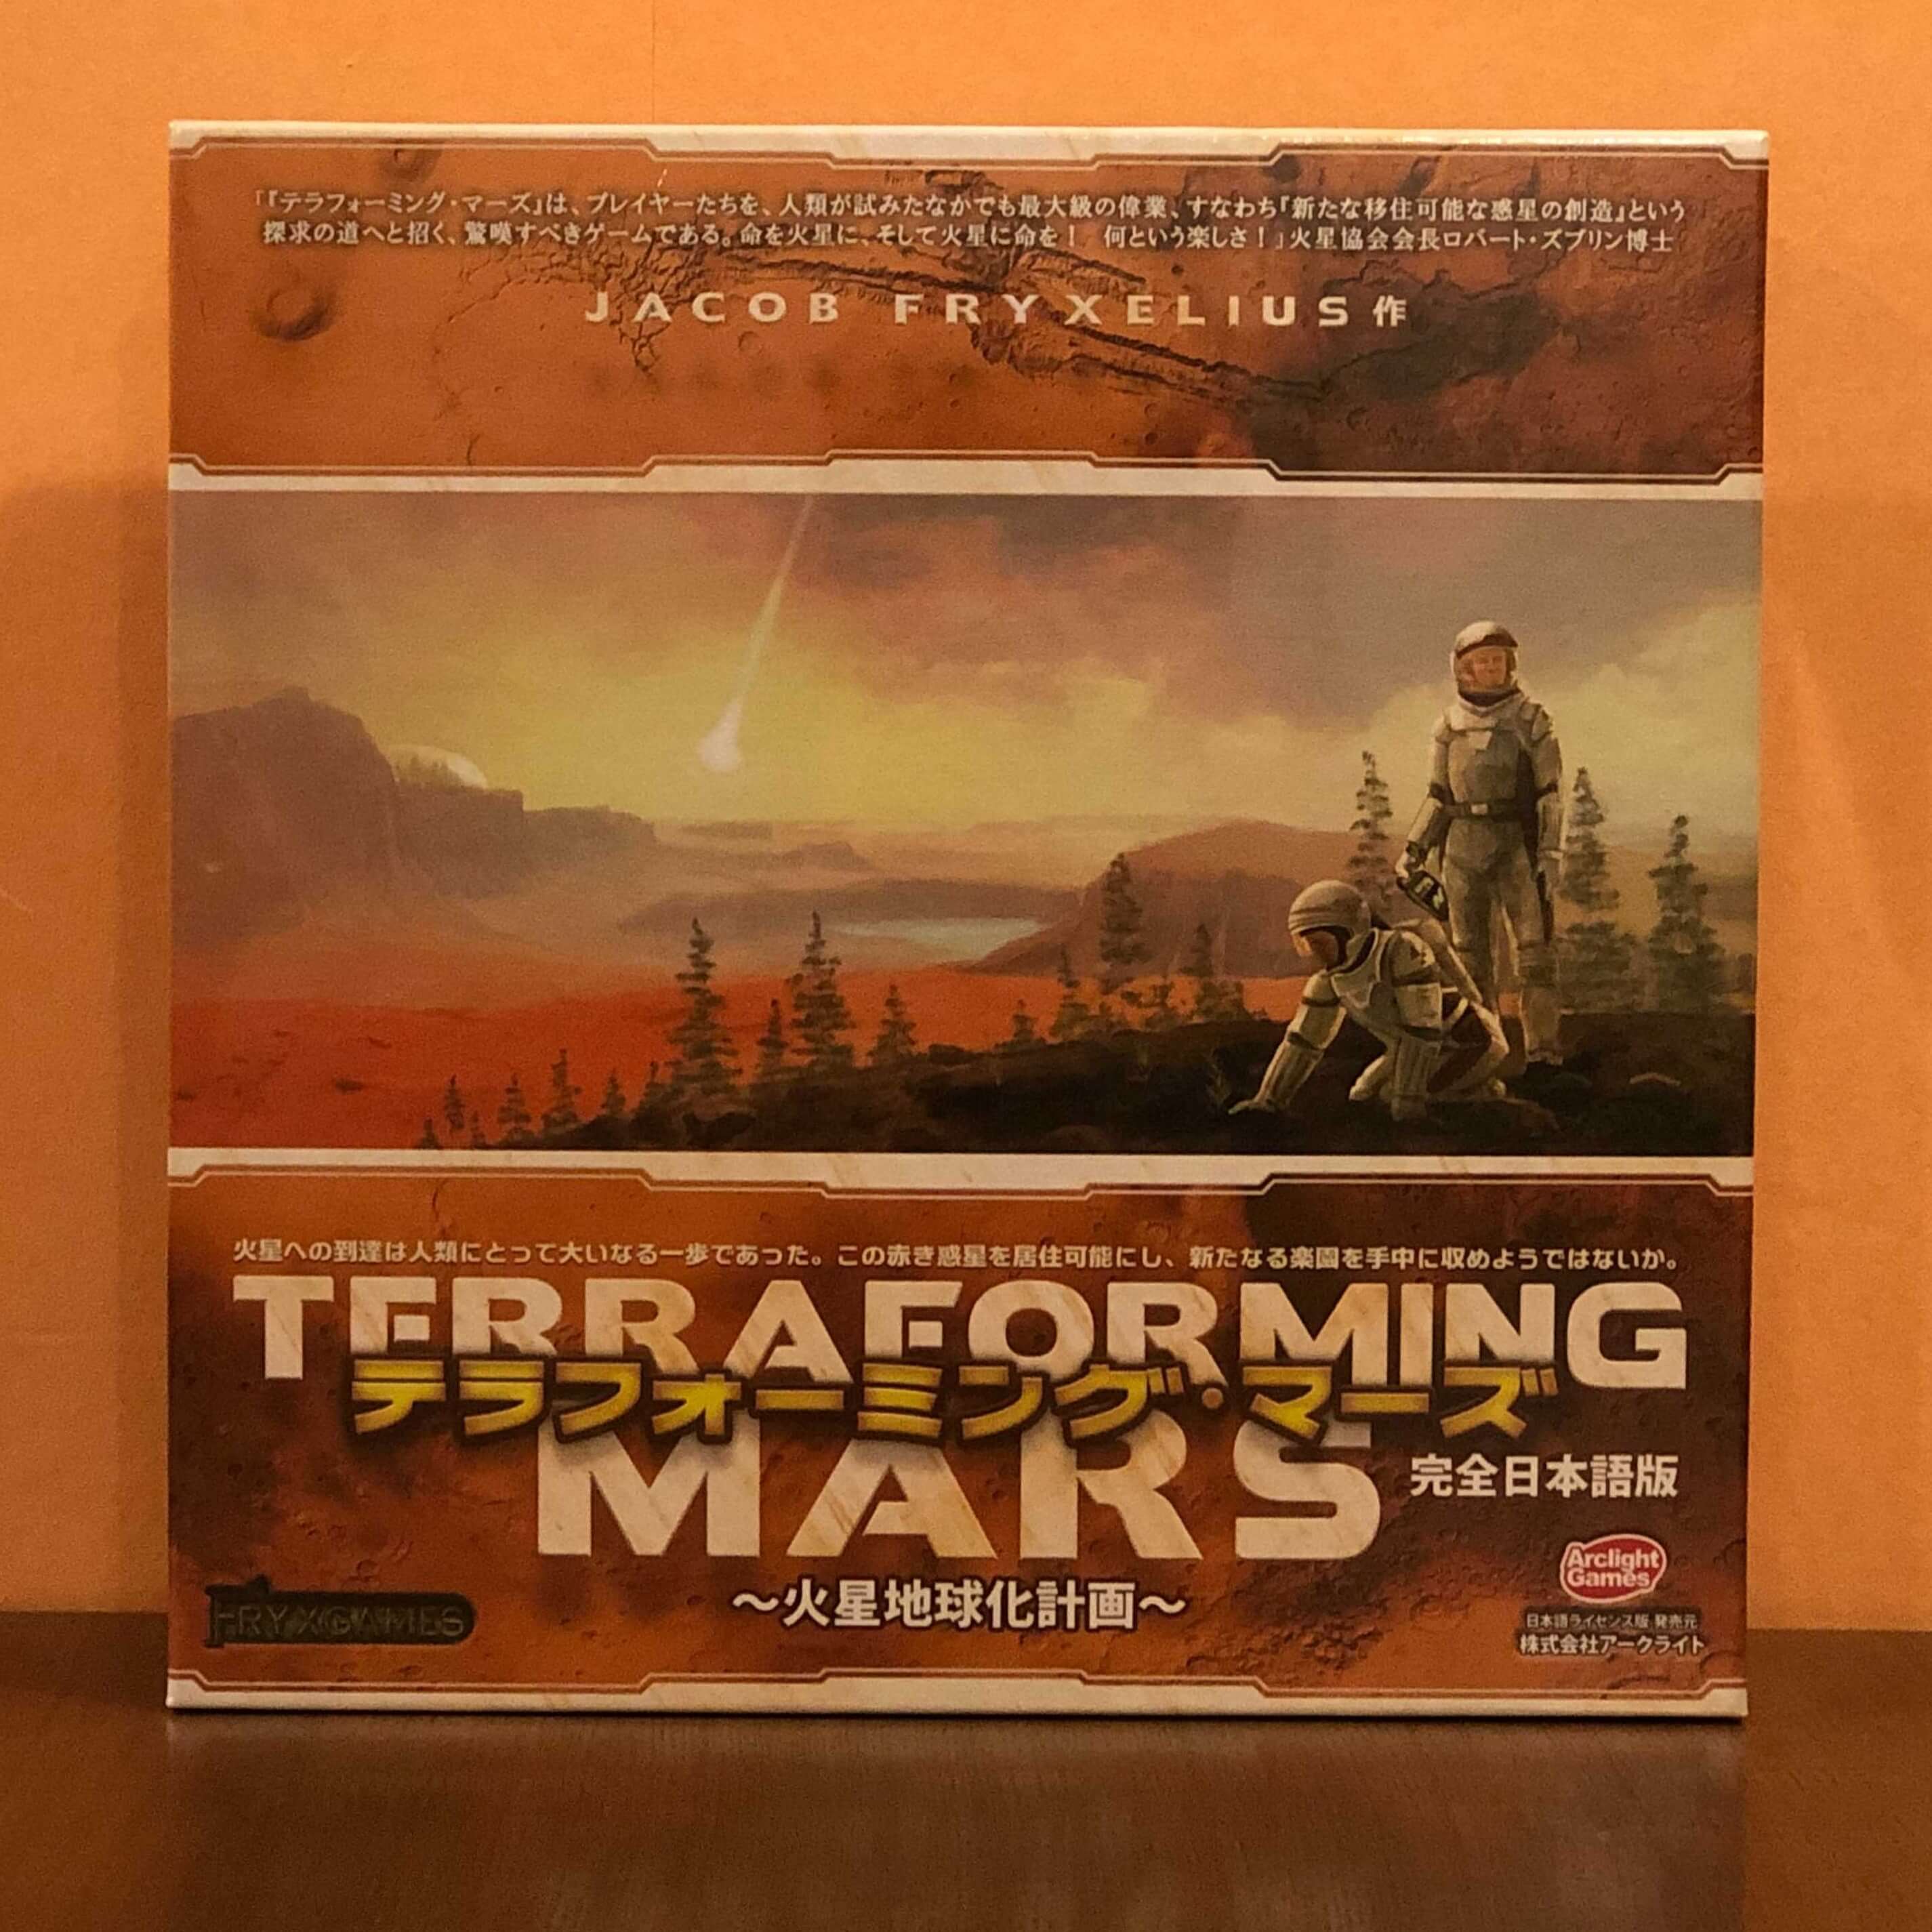 「『テラフォーミング・マーズ』は、プレイヤーたちを、人類が試みたなかでも最大級の偉業、すなわち『新たな移住可能な惑星の創造』という
探求の道へと招く、驚嘆すべきゲームである。命を火星に、そして火星に命を！　何という楽しさ！」火星協会会長ロバート・ズブリン博士
JACOB FRYXELIUS 作
火星への到達は人類にとって大いなる一歩であった。この赤き惑星を居住可能にし、新たなる楽園を手中に収めようではないか。
TERRAFORMING
テラフォーミング・マーズ
MARS
完全日本語版
～火星地球化計画～
FRYXGAMES
Arclight
Games
日本語ライセンス版 発売元
株式会社アークライト